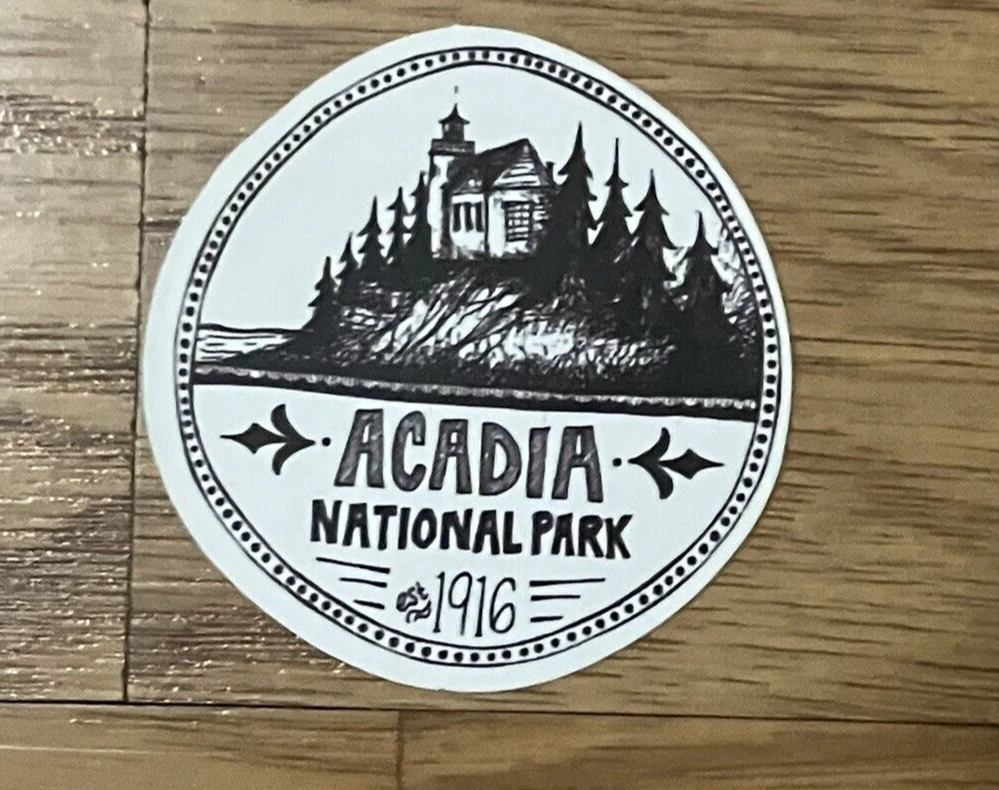 ACADIA
NATIONAL PARK
est 1916